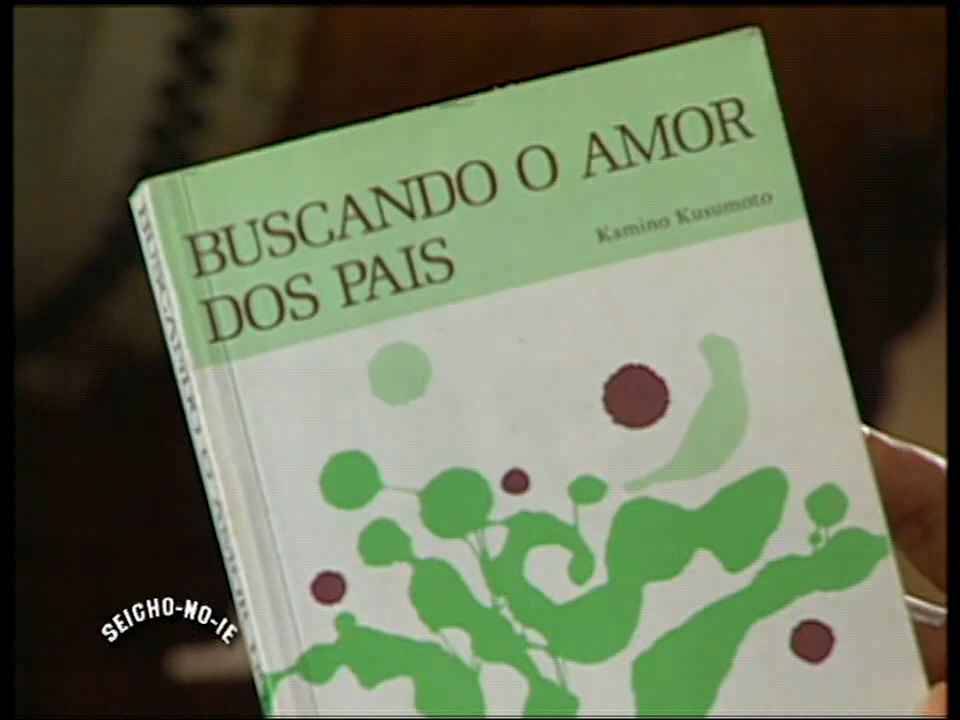 BUSCANDO O AMOR
DOS PAIS
Kamino Kusumoto
SEICHO-NO-IE